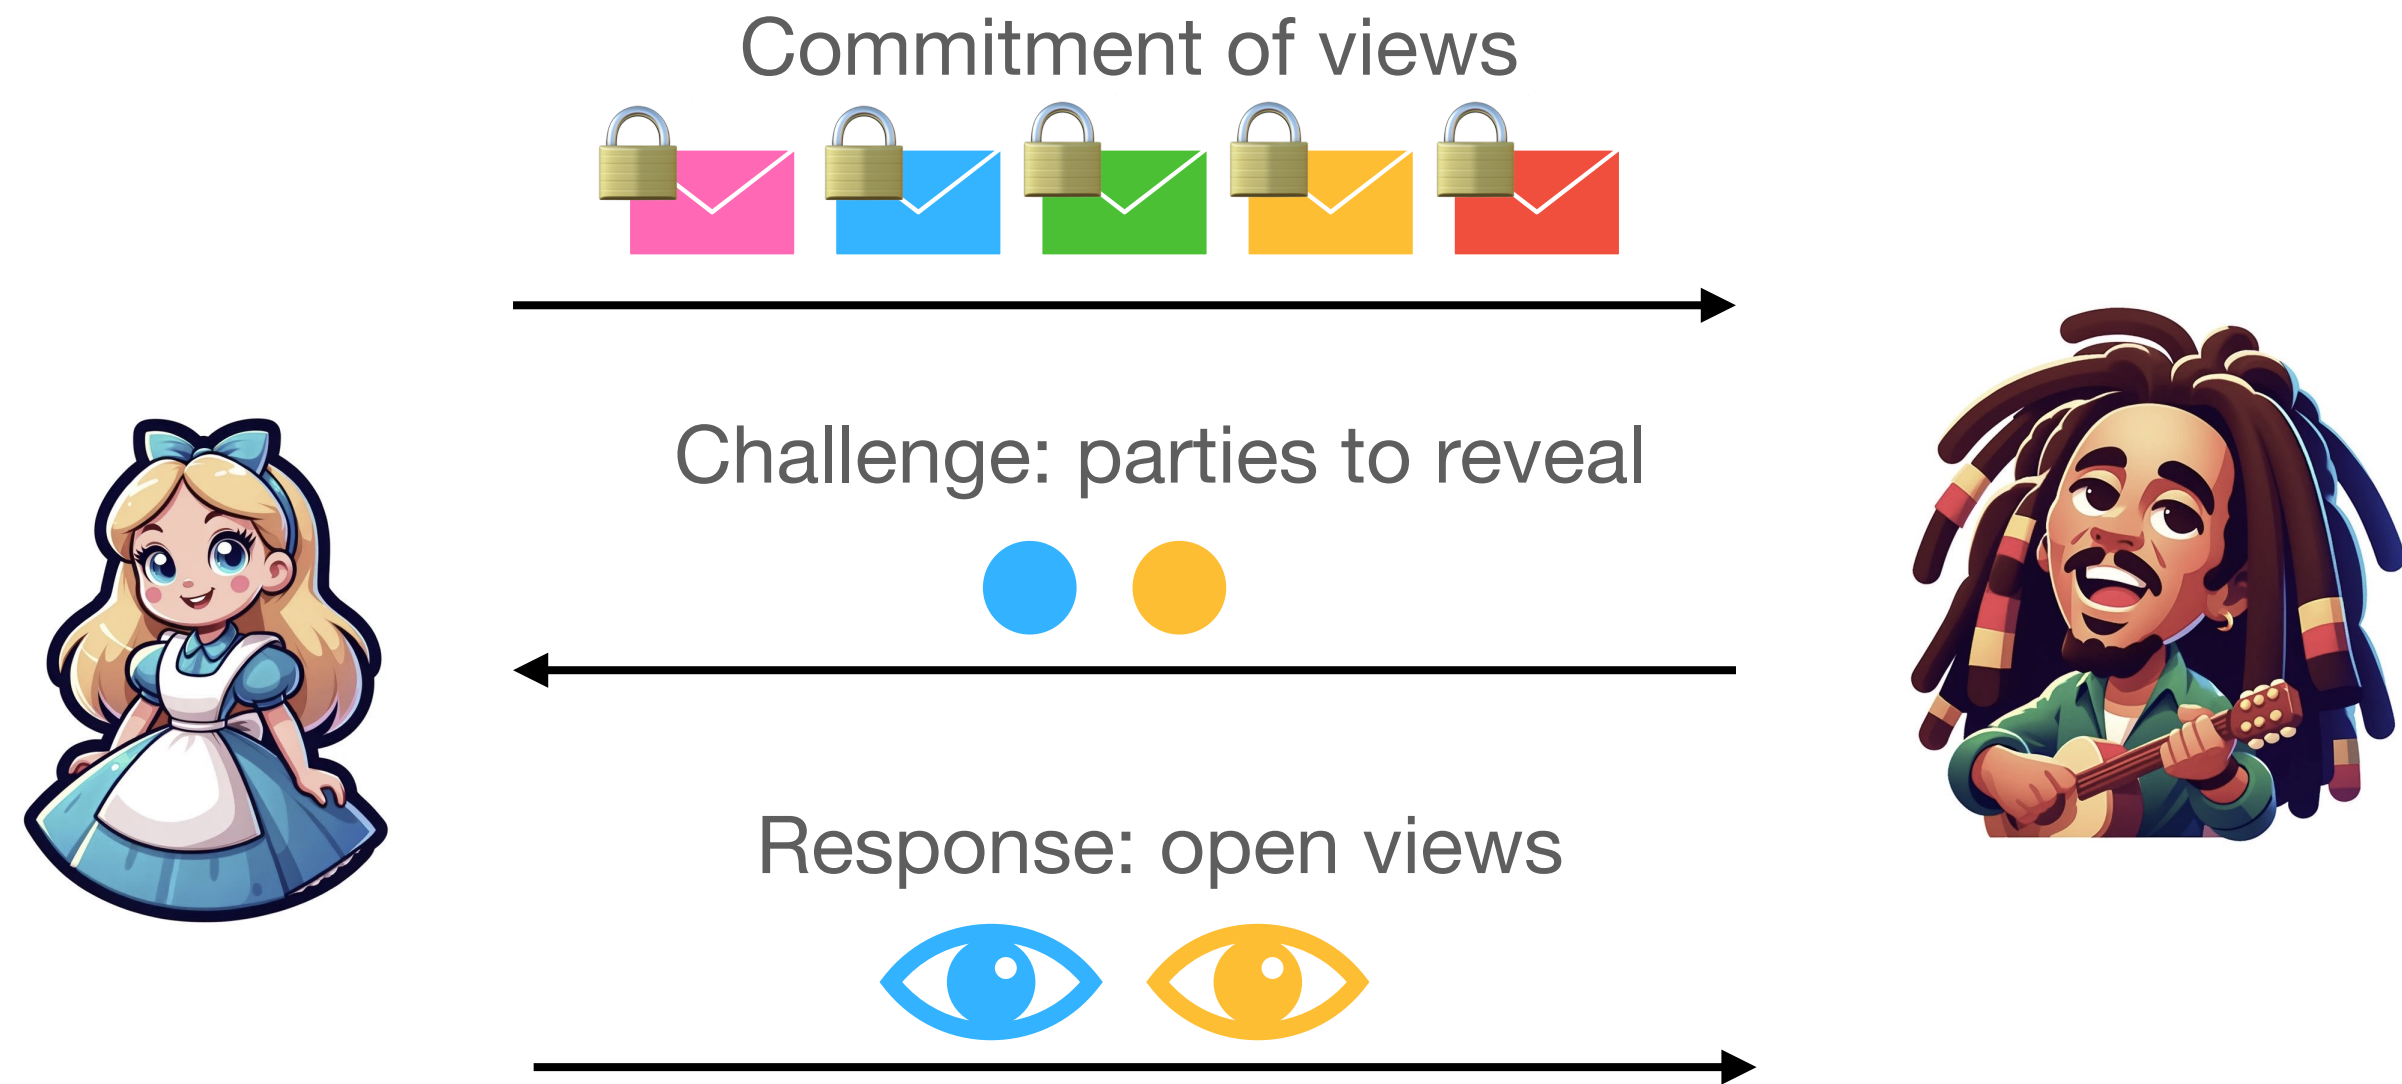 Commitment of views
Challenge: parties to reveal
Response: open views